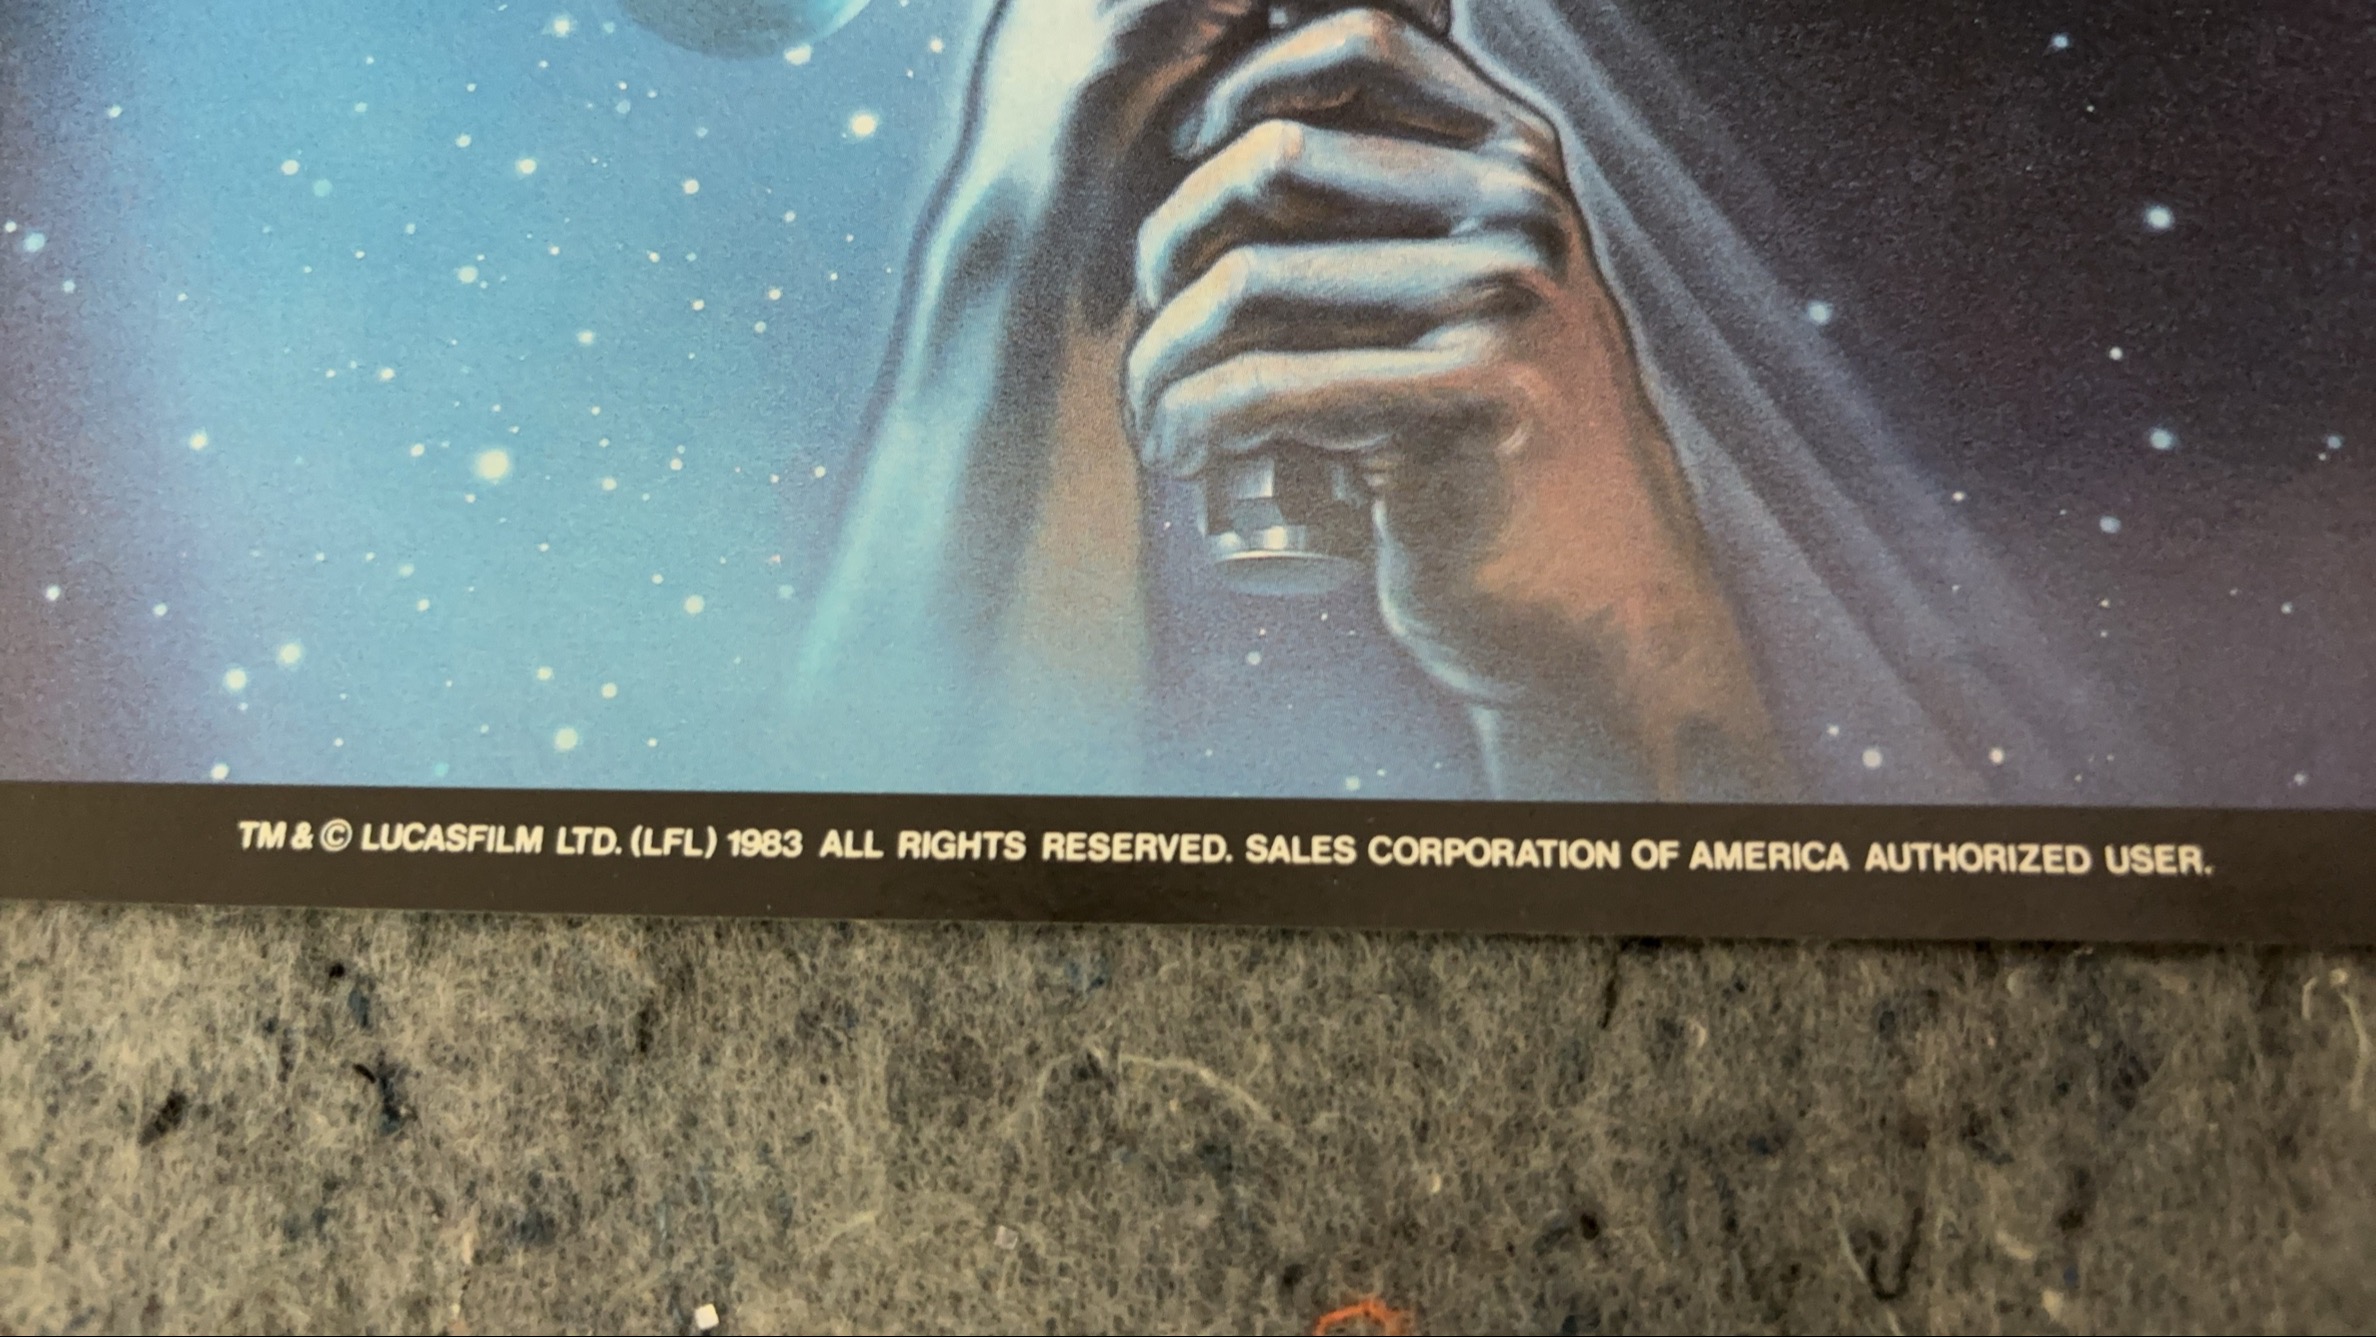 TM & © LUCASFILM LTD. (LFL) 1983 ALL RIGHTS RESERVED. SALES CORPORATION OF AMERICA AUTHORIZED USER.